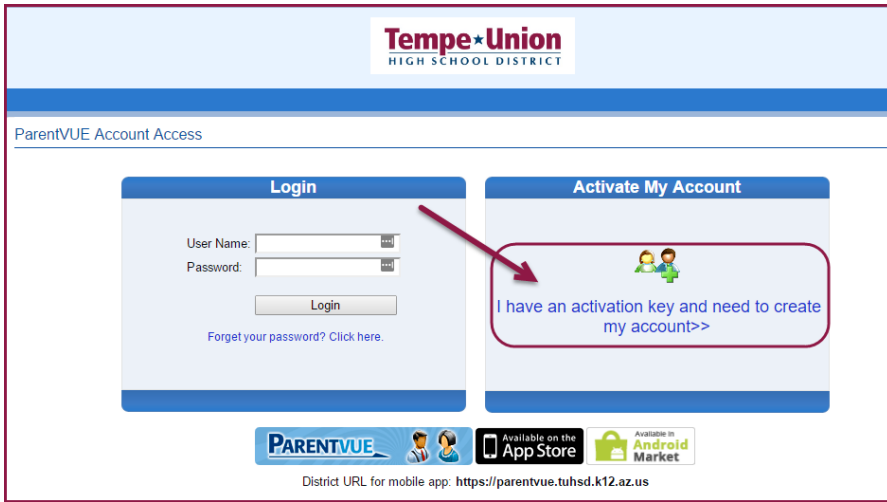 Tempe★Union
HIGH SCHOOL DISTRICT
ParentVUE Account Access
Login
User Name:
Password:
Login
Forget your password? Click here.
Activate My Account
I have an activation key and need to create
my account>>
PARENTVUE
Available on the
App Store
Available in
Android
Market
District URL for mobile app: https://parentvue.tuhsd.k12.az.us